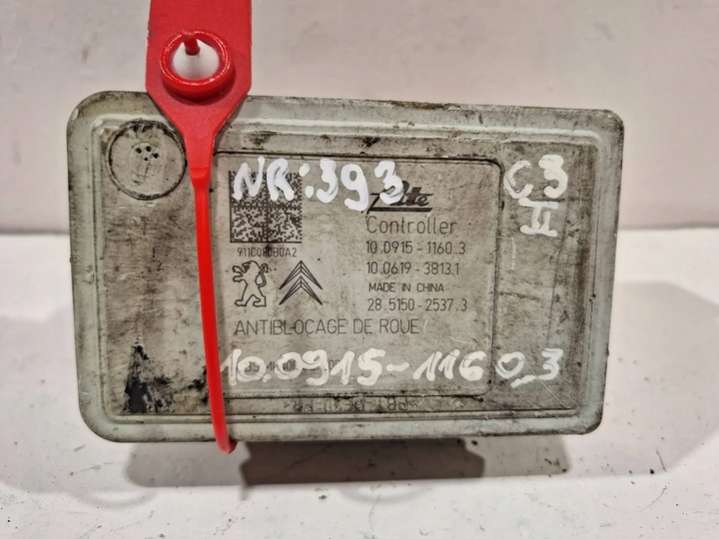 NR:393
Ate
C3
II
Controller
10.0915-1160.3
10.0619-3813.1
MADE IN CHINA
28.5150-2537.3
ANTIBLOCAGE DE ROUE
10.0915-1160,3